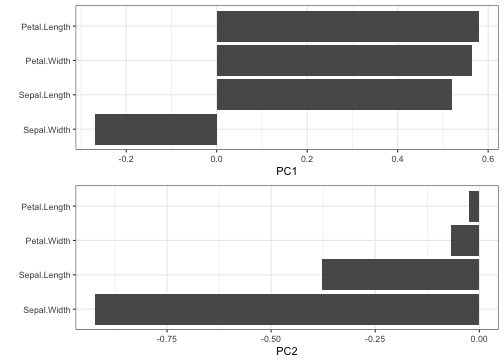 Petal.Length
Petal.Width
Sepal.Length
Sepal.Width
-0.2 0.0 0.2 0.4 0.6
PC1
Petal.Length
Petal.Width
Sepal.Length
Sepal.Width
-0.75 -0.50 -0.25 0.00
PC2